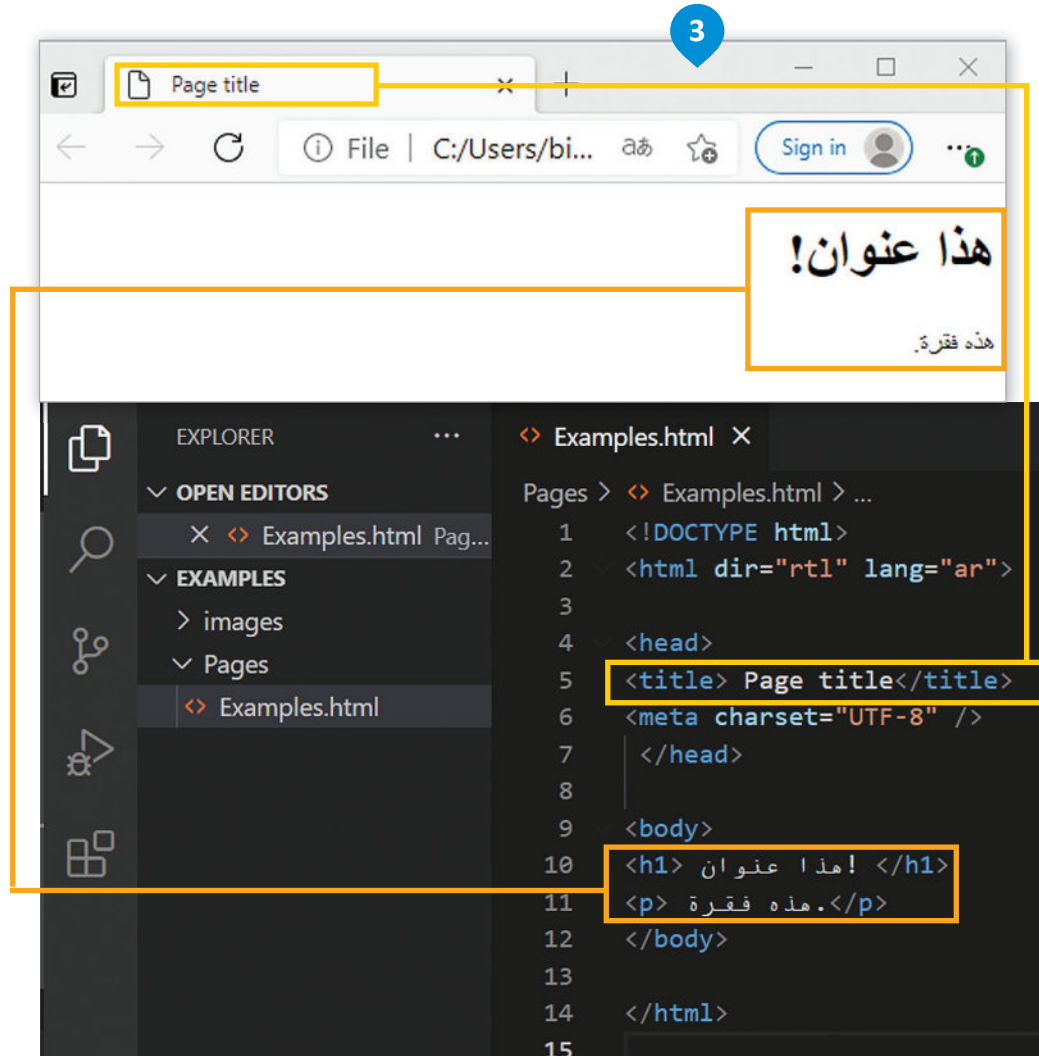 3
Page title
File | C:/Users/bi... aあ Sign in
هذا عنوان!
هذه فقرة.
EXPLORER ...
OPEN EDITORS
Examples.html Pag...
EXAMPLES
images
Pages
Examples.html
Examples.html
Pages > Examples.html > ...
1 <!DOCTYPE html>
2 <html dir="rtl" lang="ar">
3
4 <head>
5 <title> Page title</title>
6 <meta charset="UTF-8" />
7 </head>
8
9 <body>
10 <h1> هذا عنوان! </h1>
11 <p> هذه فقرة.</p>
12 </body>
13
14 </html>
15